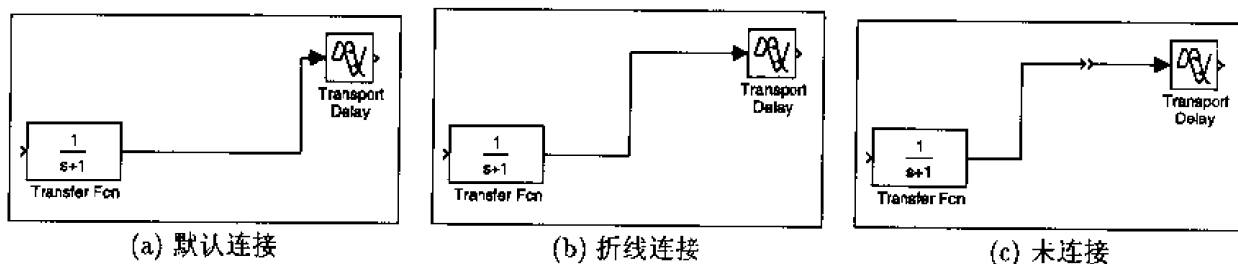 Transport
Delay
1
s+1
Transfer Fcn
(a) 默认连接
Transport
Delay
1
s+1
Transfer Fcn
(b) 折线连接
Transport
Delay
1
s+1
Transfer Fcn
(c) 未连接